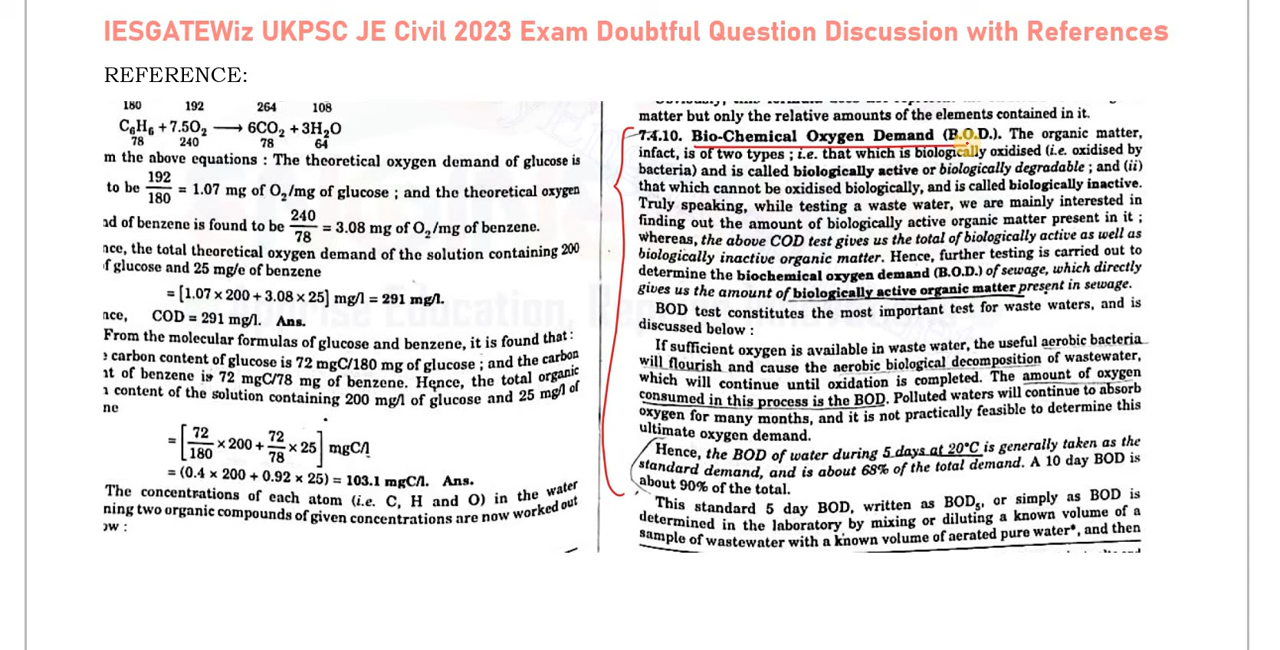 IESGATEWiz UKPSC JE Civil 2023 Exam Doubtful Question Discussion with References
REFERENCE:
180 192 264 108
C₆H₆ + 7.5O₂ ⟶ 6CO₂ + 3H₂O
78 240 78 64
m the above equations : The theoretical oxygen demand of glucose is
to be 192/180 = 1.07 mg of O₂/mg of glucose ; and the theoretical oxygen
nd of benzene is found to be 240/78 = 3.08 mg of O₂/mg of benzene.
nce, the total theoretical oxygen demand of the solution containing 200
f glucose and 25 mg/e of benzene
= [1.07 × 200 + 3.08 × 25] mg/l = 291 mg/l.
nce, COD = 291 mg/l. Ans.
From the molecular formulas of glucose and benzene, it is found that :
e carbon content of glucose is 72 mgC/180 mg of glucose ; and the carbon
nt of benzene is 72 mgC/78 mg of benzene. Hence, the total organic
n content of the solution containing 200 mg/l of glucose and 25 mg/l of
ne
= [72/180 × 200 + 72/78 × 25] mgC/l
= (0.4 × 200 + 0.92 × 25) = 103.1 mgC/l. Ans.
The concentrations of each atom (i.e. C, H and O) in the water
ning two organic compounds of given concentrations are now worked out
ow :
matter but only the relative amounts of the elements contained in it.
7.4.10. Bio-Chemical Oxygen Demand (B.O.D.). The organic matter,
infact, is of two types ; i.e. that which is biologically oxidised (i.e. oxidised by
bacteria) and is called biologically active or biologically degradable ; and (ii)
that which cannot be oxidised biologically, and is called biologically inactive.
Truly speaking, while testing a waste water, we are mainly interested in
finding out the amount of biologically active organic matter present in it ;
whereas, the above COD test gives us the total of biologically active as well as
biologically inactive organic matter. Hence, further testing is carried out to
determine the biochemical oxygen demand (B.O.D.) of sewage, which directly
gives us the amount of biologically active organic matter present in sewage.
BOD test constitutes the most important test for waste waters, and is
discussed below :
If sufficient oxygen is available in waste water, the useful aerobic bacteria
will flourish and cause the aerobic biological decomposition of wastewater,
which will continue until oxidation is completed. The amount of oxygen
consumed in this process is the BOD. Polluted waters will continue to absorb
oxygen for many months, and it is not practically feasible to determine this
ultimate oxygen demand.
Hence, the BOD of water during 5 days at 20°C is generally taken as the
standard demand, and is about 68% of the total demand. A 10 day BOD is
about 90% of the total.
This standard 5 day BOD, written as BOD₅, or simply as BOD is
determined in the laboratory by mixing or diluting a known volume of a
sample of wastewater with a known volume of aerated pure water*, and then